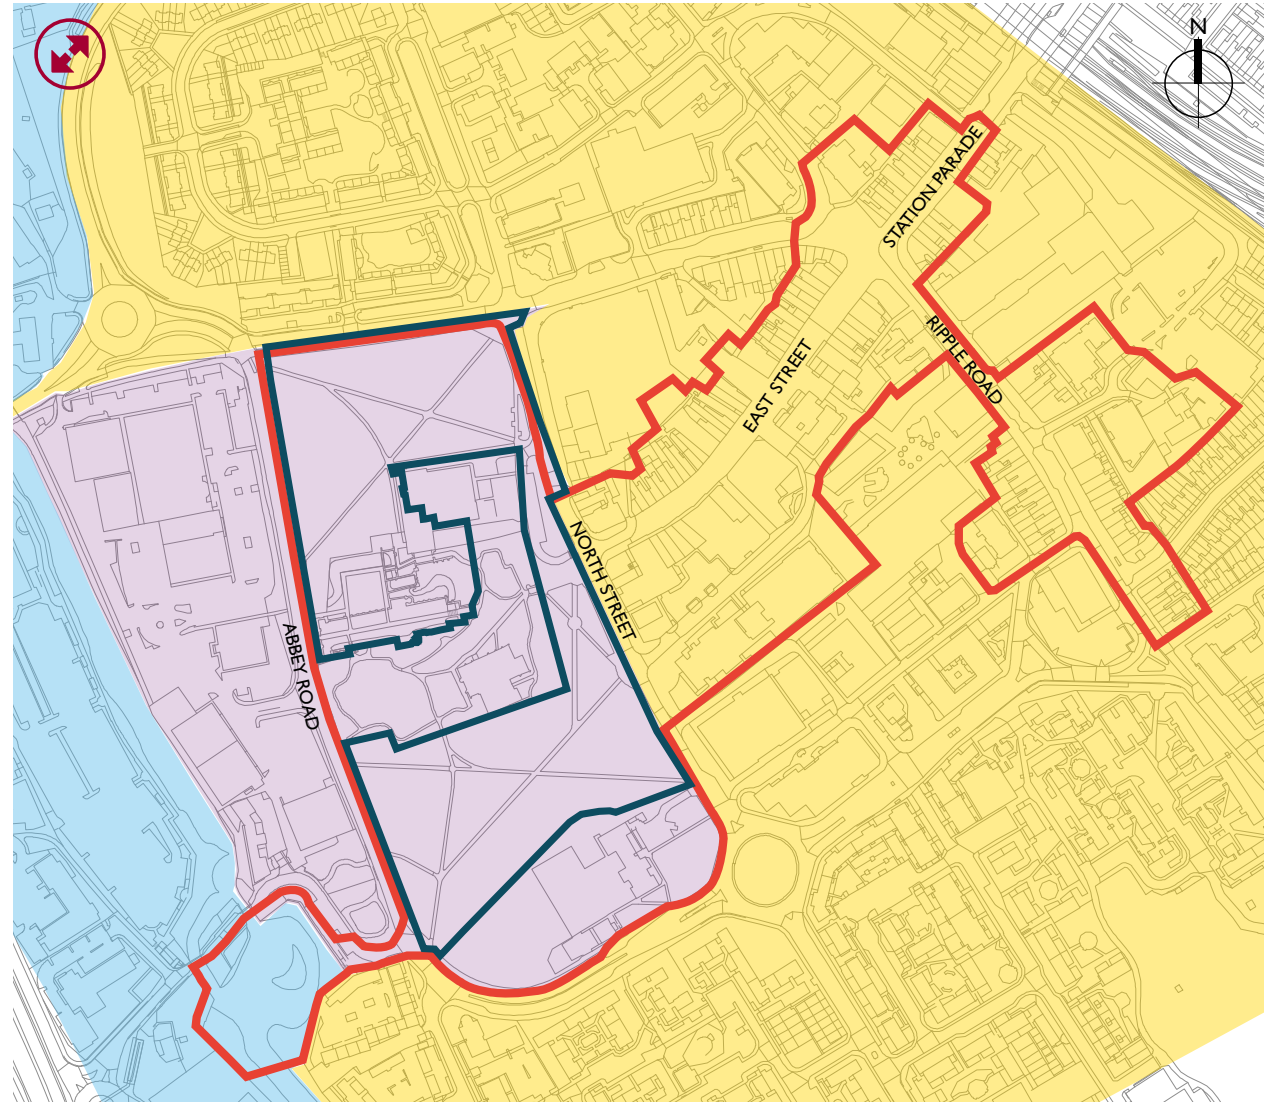 N
STATION PARADE
RIPPLE ROAD
EAST STREET
NORTH STREET
ABBEY ROAD